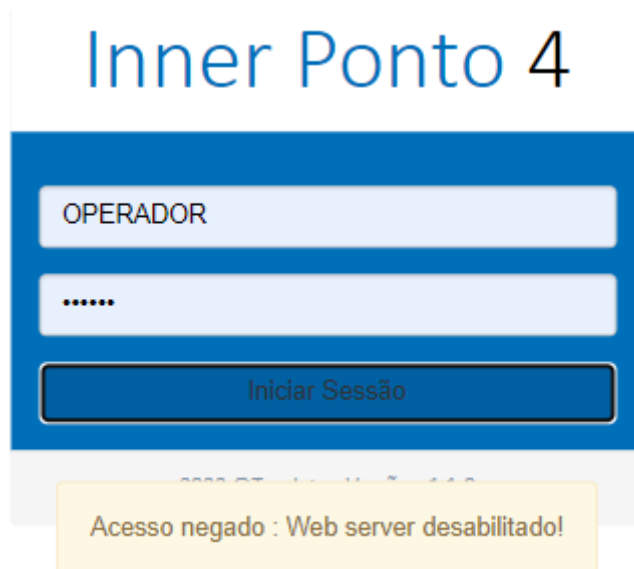 Inner Ponto 4
OPERADOR
••••••
Iniciar Sessão
Acesso negado : Web server desabilitado!